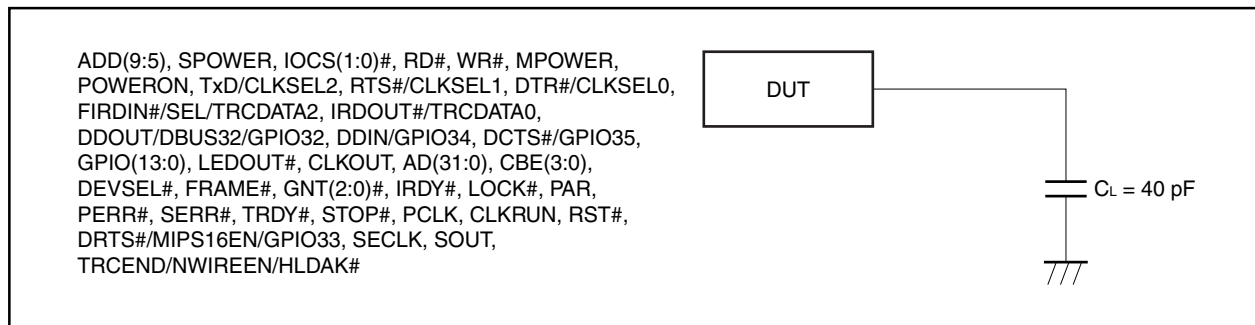 ADD(9:5), SPOWER, IOCS(1:0)#, RD#, WR#, MPOWER,
POWERON, TxD/CLKSEL2, RTS#/CLKSEL1, DTR#/CLKSEL0,
FIRDIN#/SEL/TRCDATA2, IRDOUT#/TRCDATA0,
DDOUT/DBUS32/GPIO32, DDIN/GPIO34, DCTS#/GPIO35,
GPIO(13:0), LEDOUT#, CLKOUT, AD(31:0), CBE(3:0),
DEVSEL#, FRAME#, GNT(2:0)#, IRDY#, LOCK#, PAR,
PERR#, SERR#, TRDY#, STOP#, PCLK, CLKRUN, RST#,
DRTS#/MIPS16EN/GPIO33, SECLK, SOUT,
TRCEND/NWIREEN/HLDAK#
DUT
CL = 40 pF